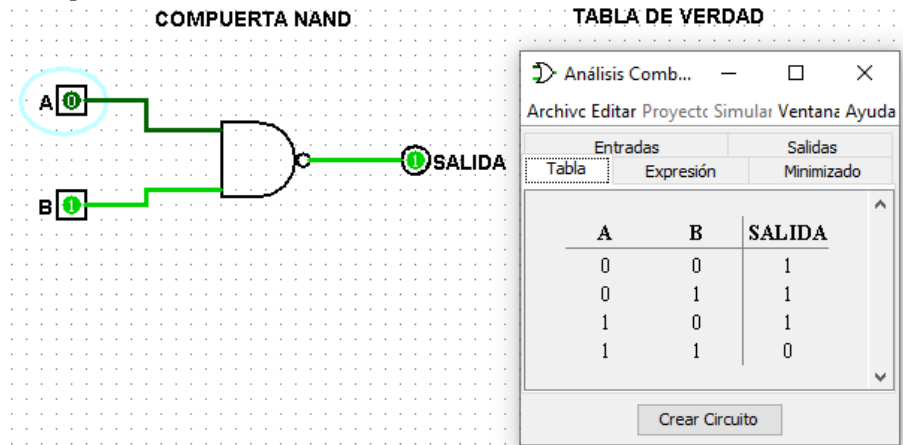 COMPUERTA NAND
TABLA DE VERDAD
A 0
B 1
1 SALIDA
Análisis Comb...
Archivc Editar Proyectc Simular Ventana Ayuda
Entradas Salidas
Tabla Expresión Minimizado
A B SALIDA
0 0 1
0 1 1
1 0 1
1 1 0
Crear Circuito